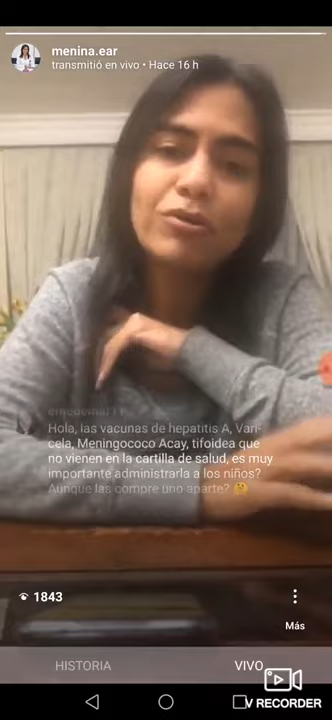 menina.ear
transmitió en vivo • Hace 16 h
Hola, las vacunas de hepatitis A, Vari-
cela, Meningococo Acay, tifoidea que
no vienen en la cartilla de salud, es muy
importante administrarla a los niños?
Aunque las compre uno aparte? 🤔
1843
Más
HISTORIA
VIVO
V RECORDER